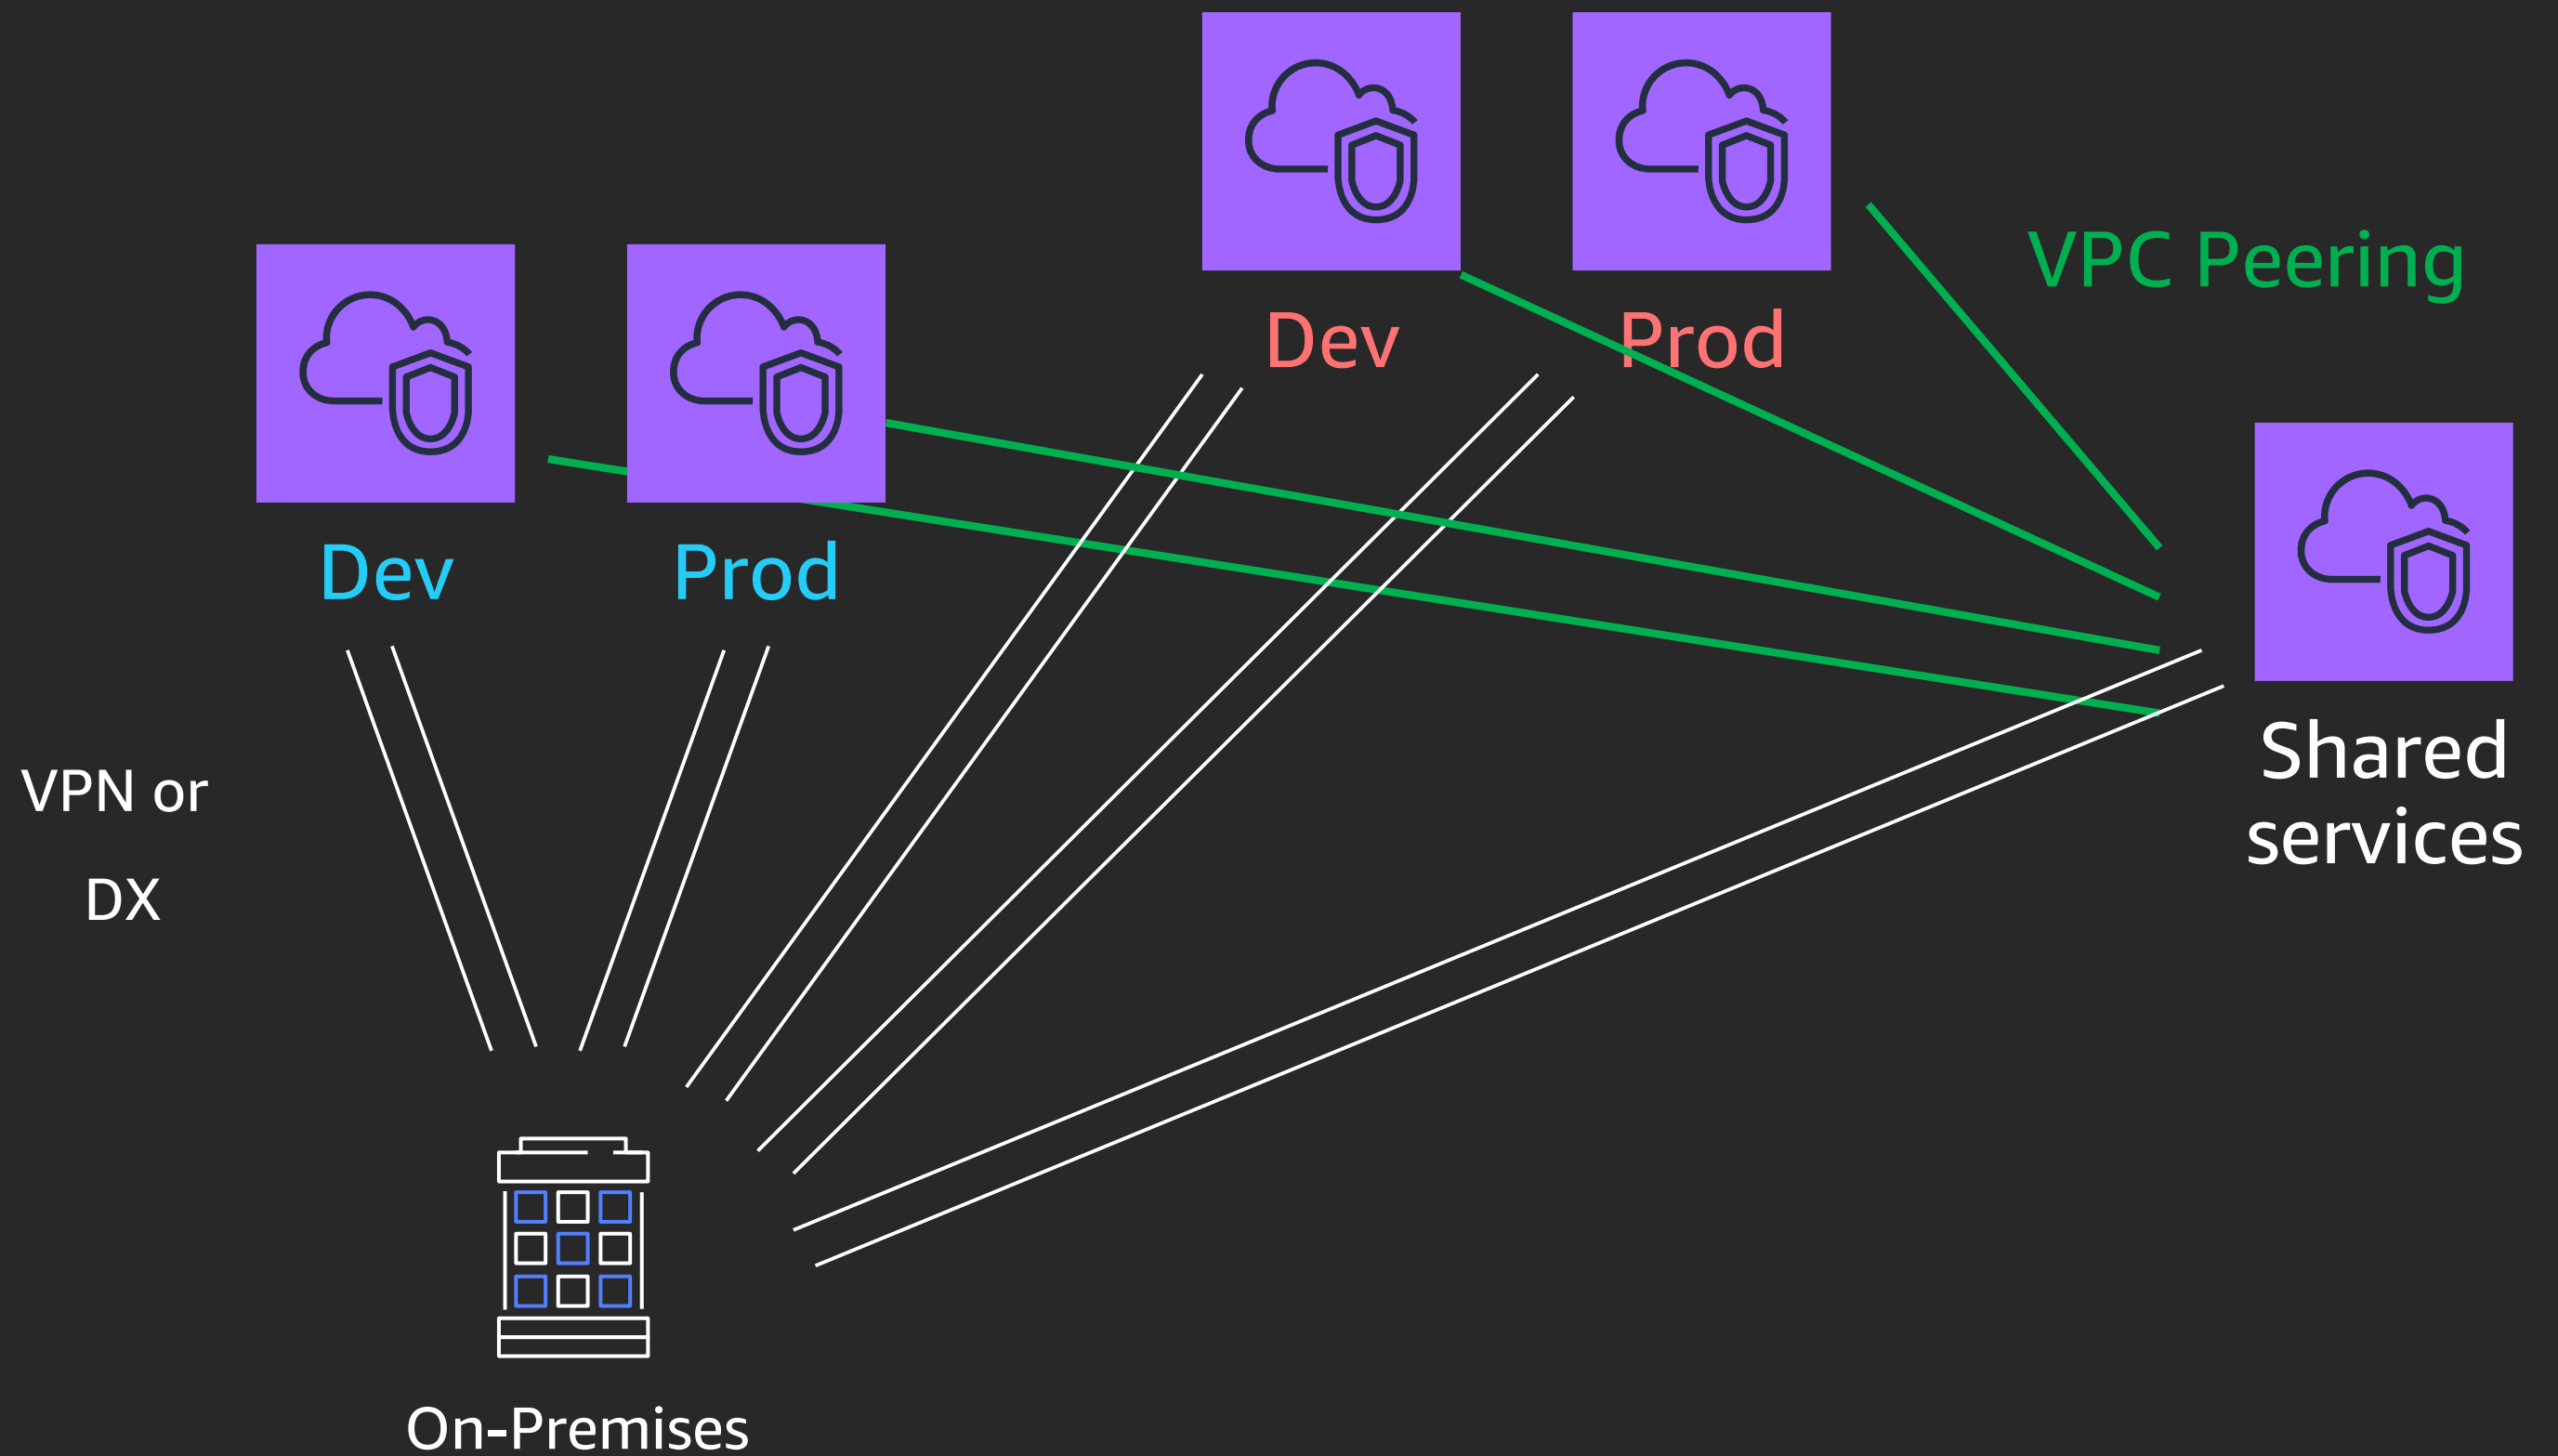 VPC Peering
Dev
Prod
Dev
Prod
Shared
services
VPN or
DX
On-Premises